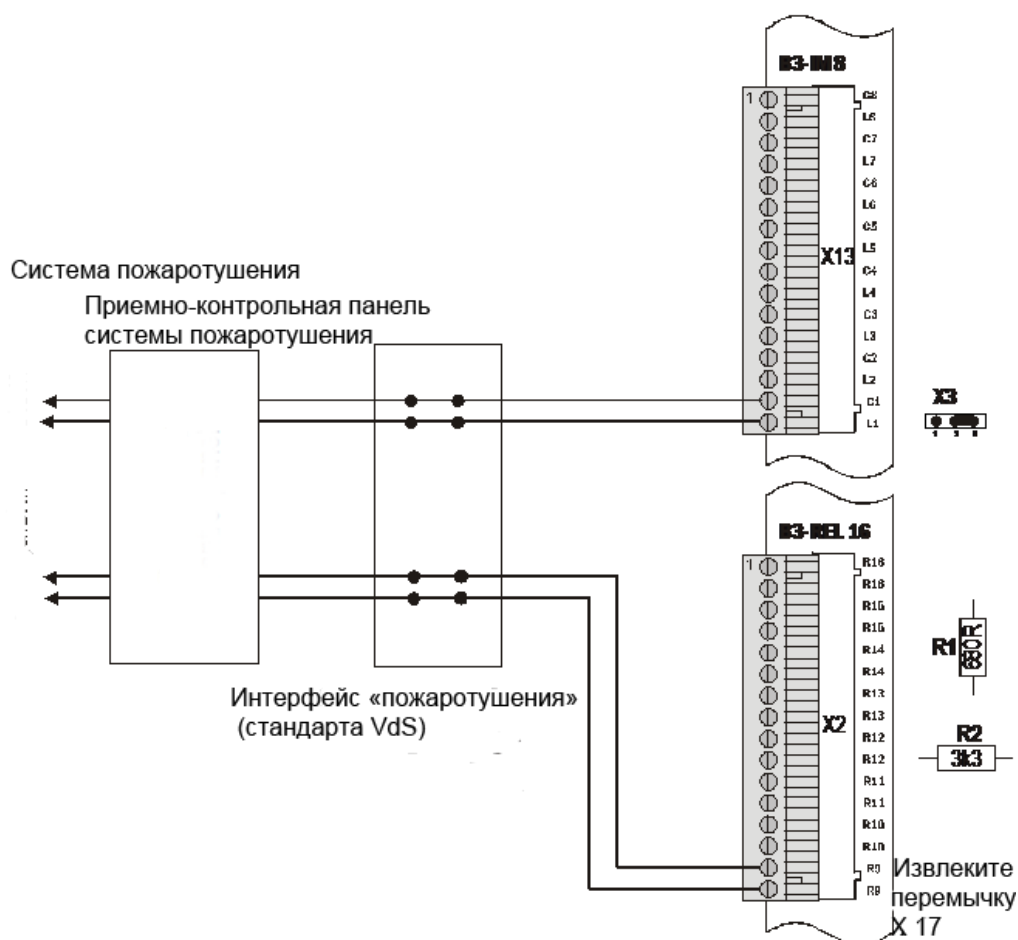 B3-IM8
1
C8
L8
C7
L7
C6
L6
C5
L5
X13
C4
L4
C3
L3
C2
L2
C1
L1
X3
Система пожаротушения
Приемно-контрольная панель
системы пожаротушения
B3-REL 16
1
R16
R16
R15
R15
R14
R14
R13
R13
X2
R12
R12
R11
R11
R10
R10
R9
R9
R1
680R
R2
3k3
Интерфейс «пожаротушения»
(стандарта VdS)
Извлеките
перемычку
X 17